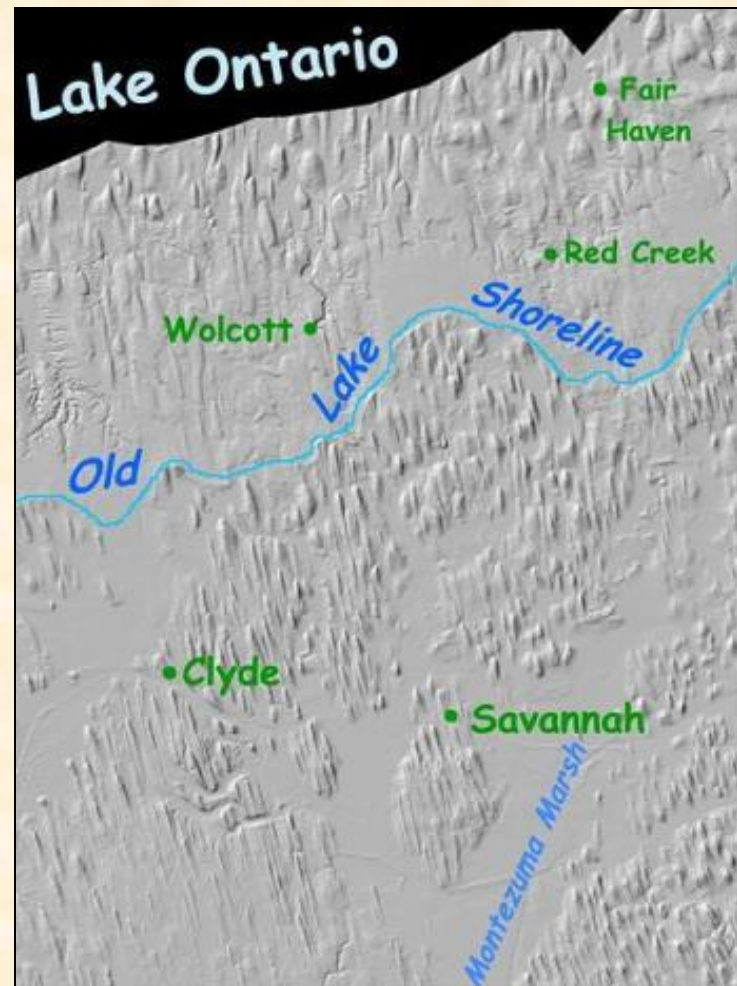 Lake Ontario
Fair
Haven
Red Creek
Shoreline
Wolcott
Lake
Old
Clyde
Savannah
Montezuma Marsh